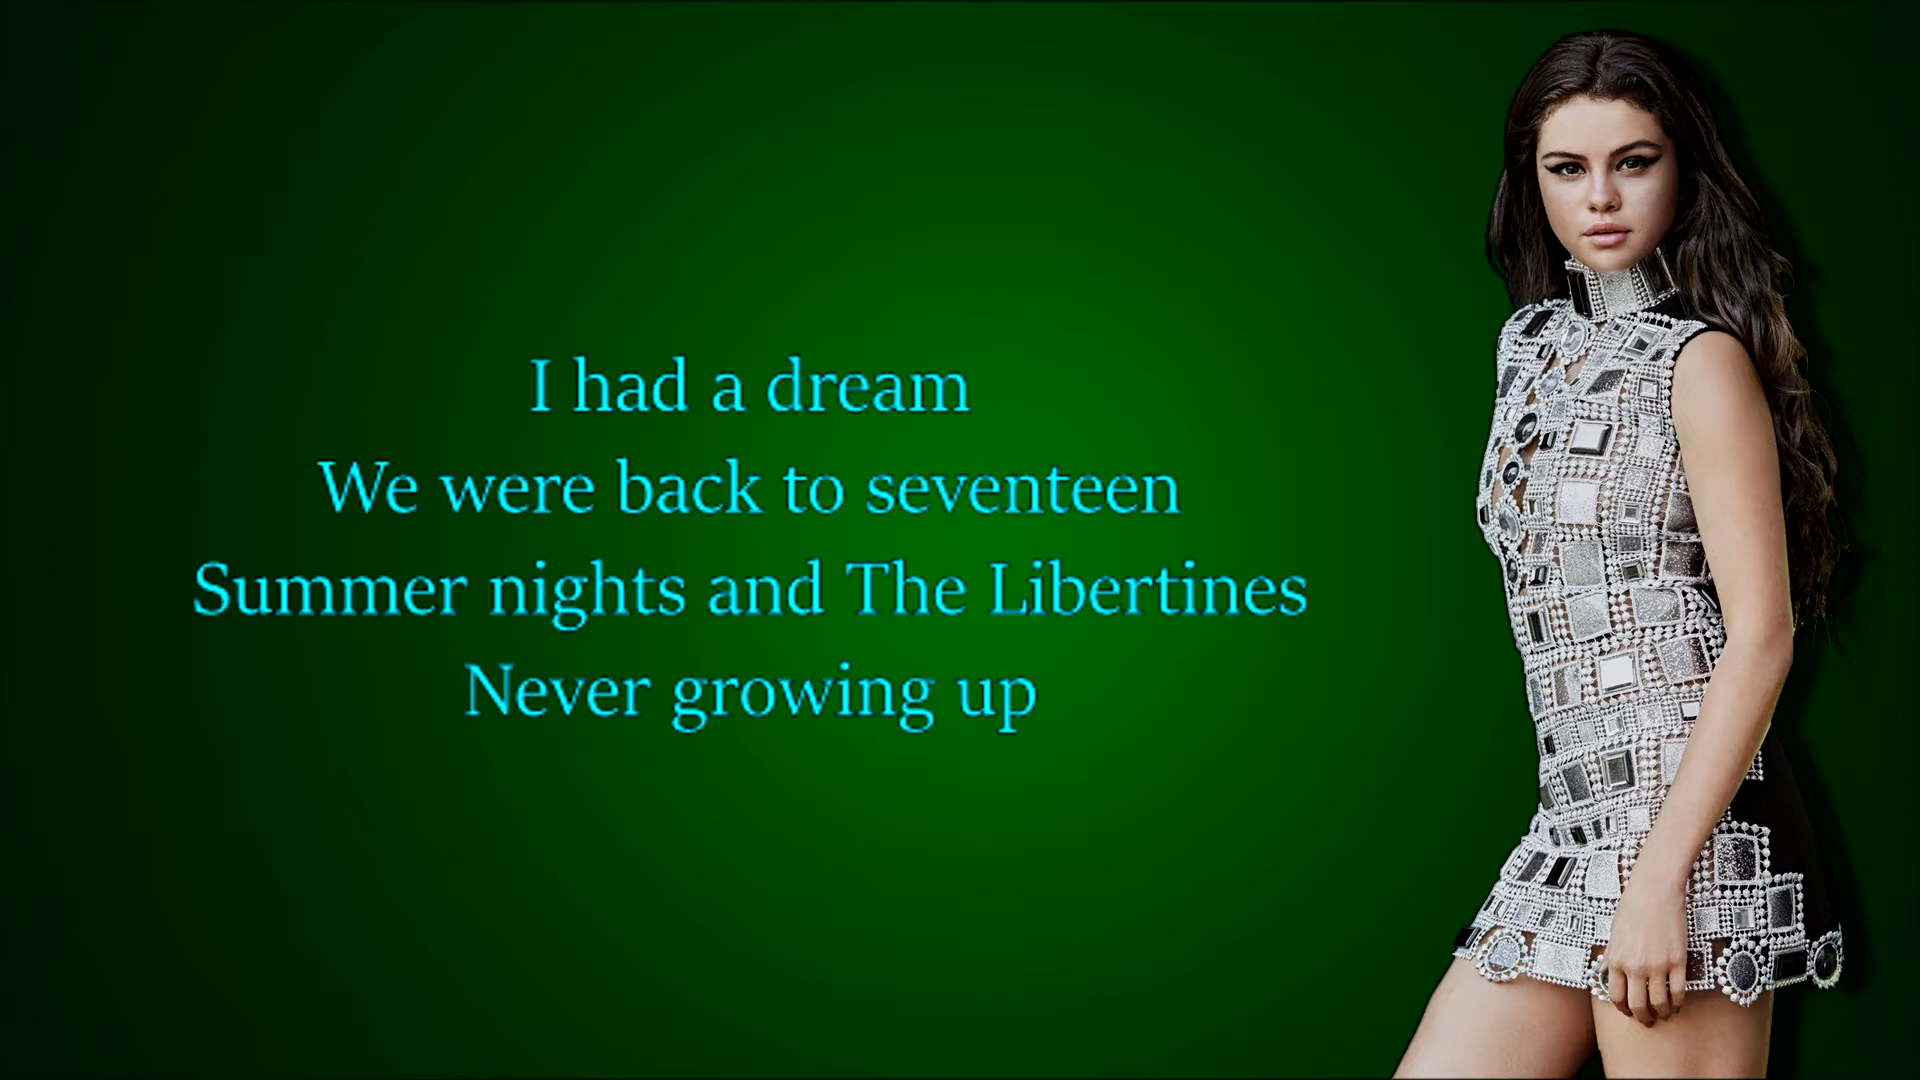 I had a dream
We were back to seventeen
Summer nights and The Libertines
Never growing up